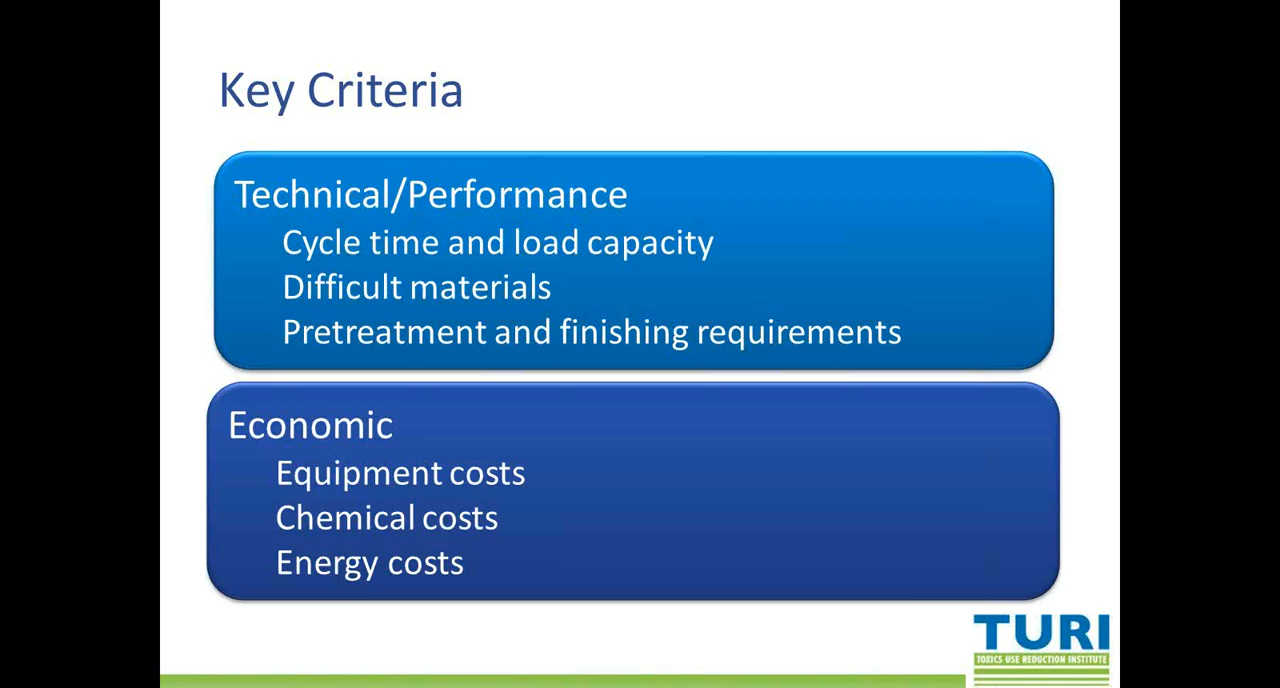 Key Criteria
Technical/Performance
Cycle time and load capacity
Difficult materials
Pretreatment and finishing requirements
Economic
Equipment costs
Chemical costs
Energy costs
TURI
TOXICS USE REDUCTION INSTITUTE